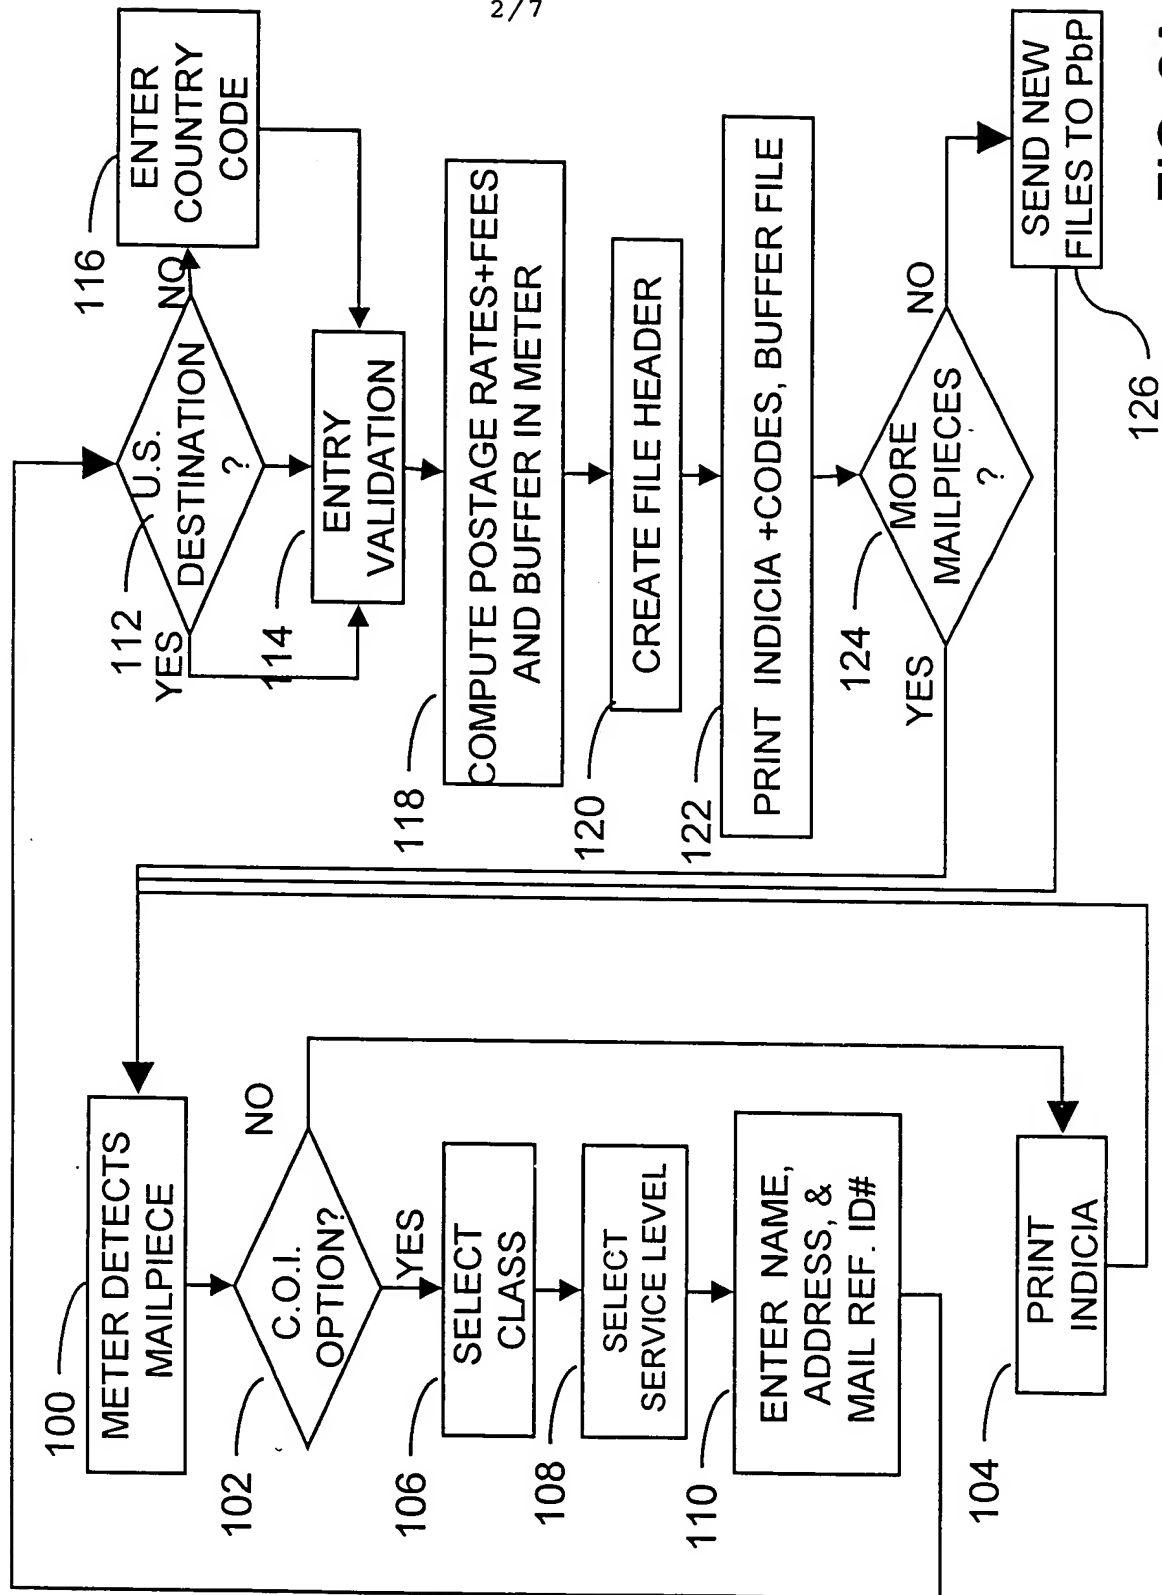 2/7
100
METER DETECTS
MAILPIECE
102
C.O.I.
OPTION?
NO
YES
106
SELECT
CLASS
108
SELECT
SERVICE LEVEL
110
ENTER NAME,
ADDRESS, &
MAIL REF. ID#
104
PRINT
INDICIA
112
U.S.
DESTINATION
?
YES
NO
116
ENTER
COUNTRY
CODE
114
ENTRY
VALIDATION
118
COMPUTE POSTAGE RATES+FEES
AND BUFFER IN METER
120
CREATE FILE HEADER
122
PRINT INDICIA +CODES, BUFFER FILE
124
MORE
MAILPIECES
?
YES
NO
SEND NEW
FILES TO PbP
126